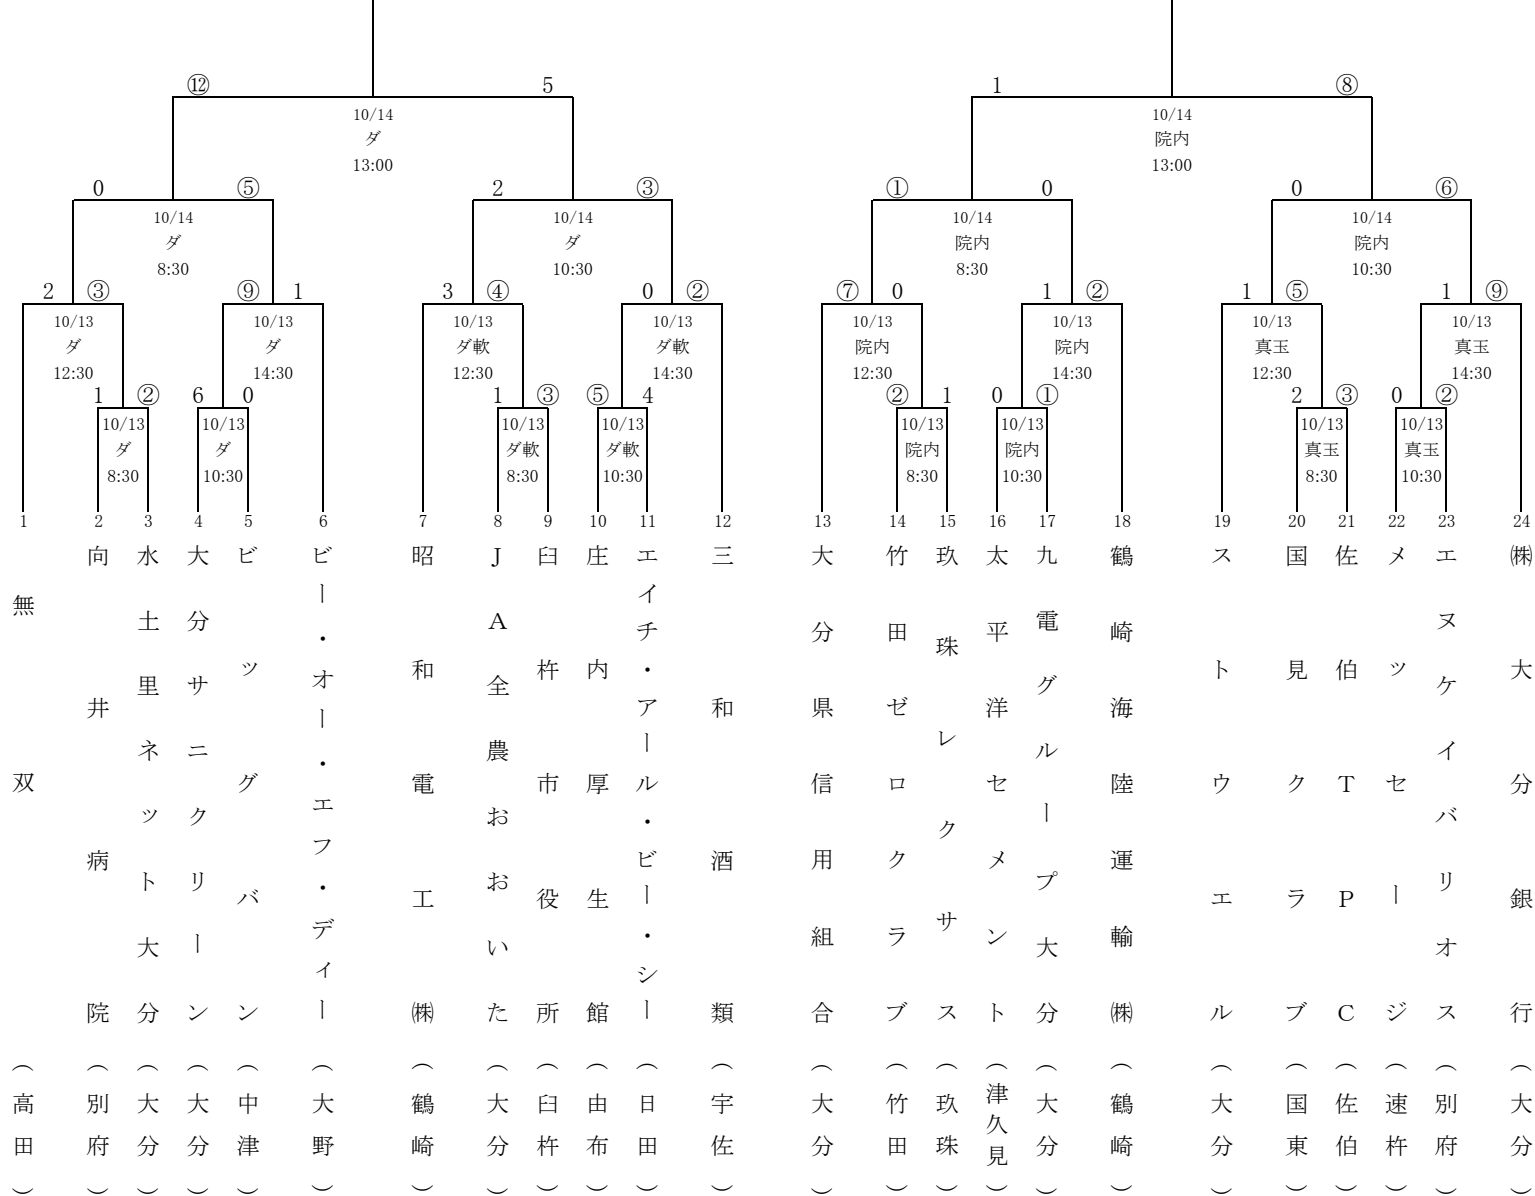 ⑫ 5 1 ⑧
10/14 10/14
ダ 院内
13:00 13:00
0 ⑤ 2 ③ ① 0 0 ⑥
10/14 10/14 10/14 10/14
ダ ダ 院内 院内
8:30 10:30 8:30 10:30
2 ③ ⑨ 1 3 ④ 0 ② ⑦ 0 1 ② 1 ⑤ 1 ⑨
10/13 10/13 10/13 10/13 10/13 10/13 10/13 10/13
ダ ダ ダ軟 ダ軟 院内 院内 真玉 真玉
12:30 14:30 12:30 14:30 12:30 14:30 12:30 14:30
1 ② 6 0 1 ③ ⑤ 4 ② 1 0 ① 2 ③ 0 ②
10/13 10/13 10/13 10/13 10/13 10/13 10/13 10/13
ダ ダ ダ軟 ダ軟 院内 院内 真玉 真玉
8:30 10:30 8:30 10:30 8:30 10:30 8:30 10:30
1 無双(高田)
2 向井病院(別府)
3 水土里ネット大分(大分)
4 大分サニクリーン(大分)
5 ビッグバン(中津)
6 ビー・オー・エフ・ディー(大野)
7 昭和電工㈱(鶴崎)
8 JA全農おおいた(大分)
9 臼杵市役所(臼杵)
10 庄内厚生館(由布)
11 エイチ・アール・ビー・シー(日田)
12 三和酒類(宇佐)
13 大分県信用組合(大分)
14 竹田ゼロクラブ(竹田)
15 玖珠レクサス(玖珠)
16 太平洋セメント(津久見)
17 九電グループ大分(大分)
18 鶴崎海陸運輸㈱(鶴崎)
19 ストウエル(大分)
20 国見クラブ(国東)
21 佐伯TPC(佐伯)
22 メッセージ(速杵)
23 エヌケイバリオス(別府)
24 ㈱大分銀行(大分)